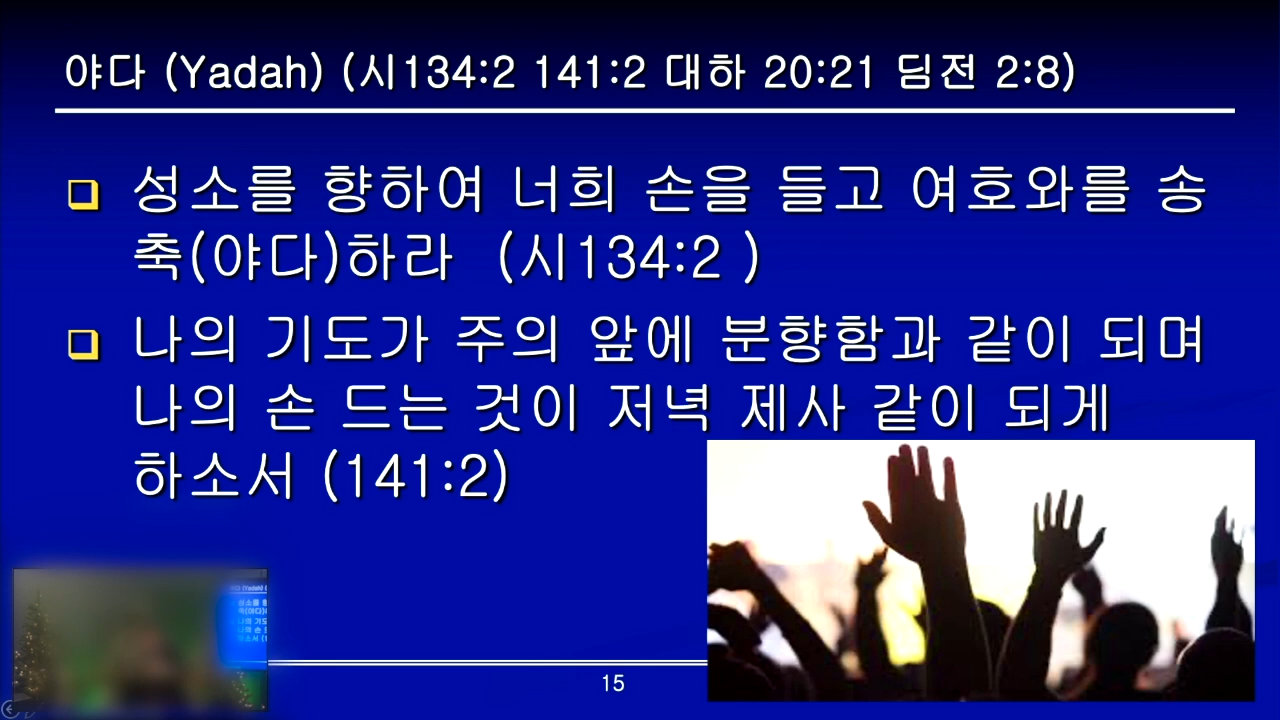 야다 (Yadah) (시134:2 141:2 대하 20:21 딤전 2:8)
성소를 향하여 너희 손을 들고 여호와를 송
축(야다)하라 (시134:2 )
나의 기도가 주의 앞에 분향함과 같이 되며
나의 손 드는 것이 저녁 제사 같이 되게
하소서 (141:2)
15